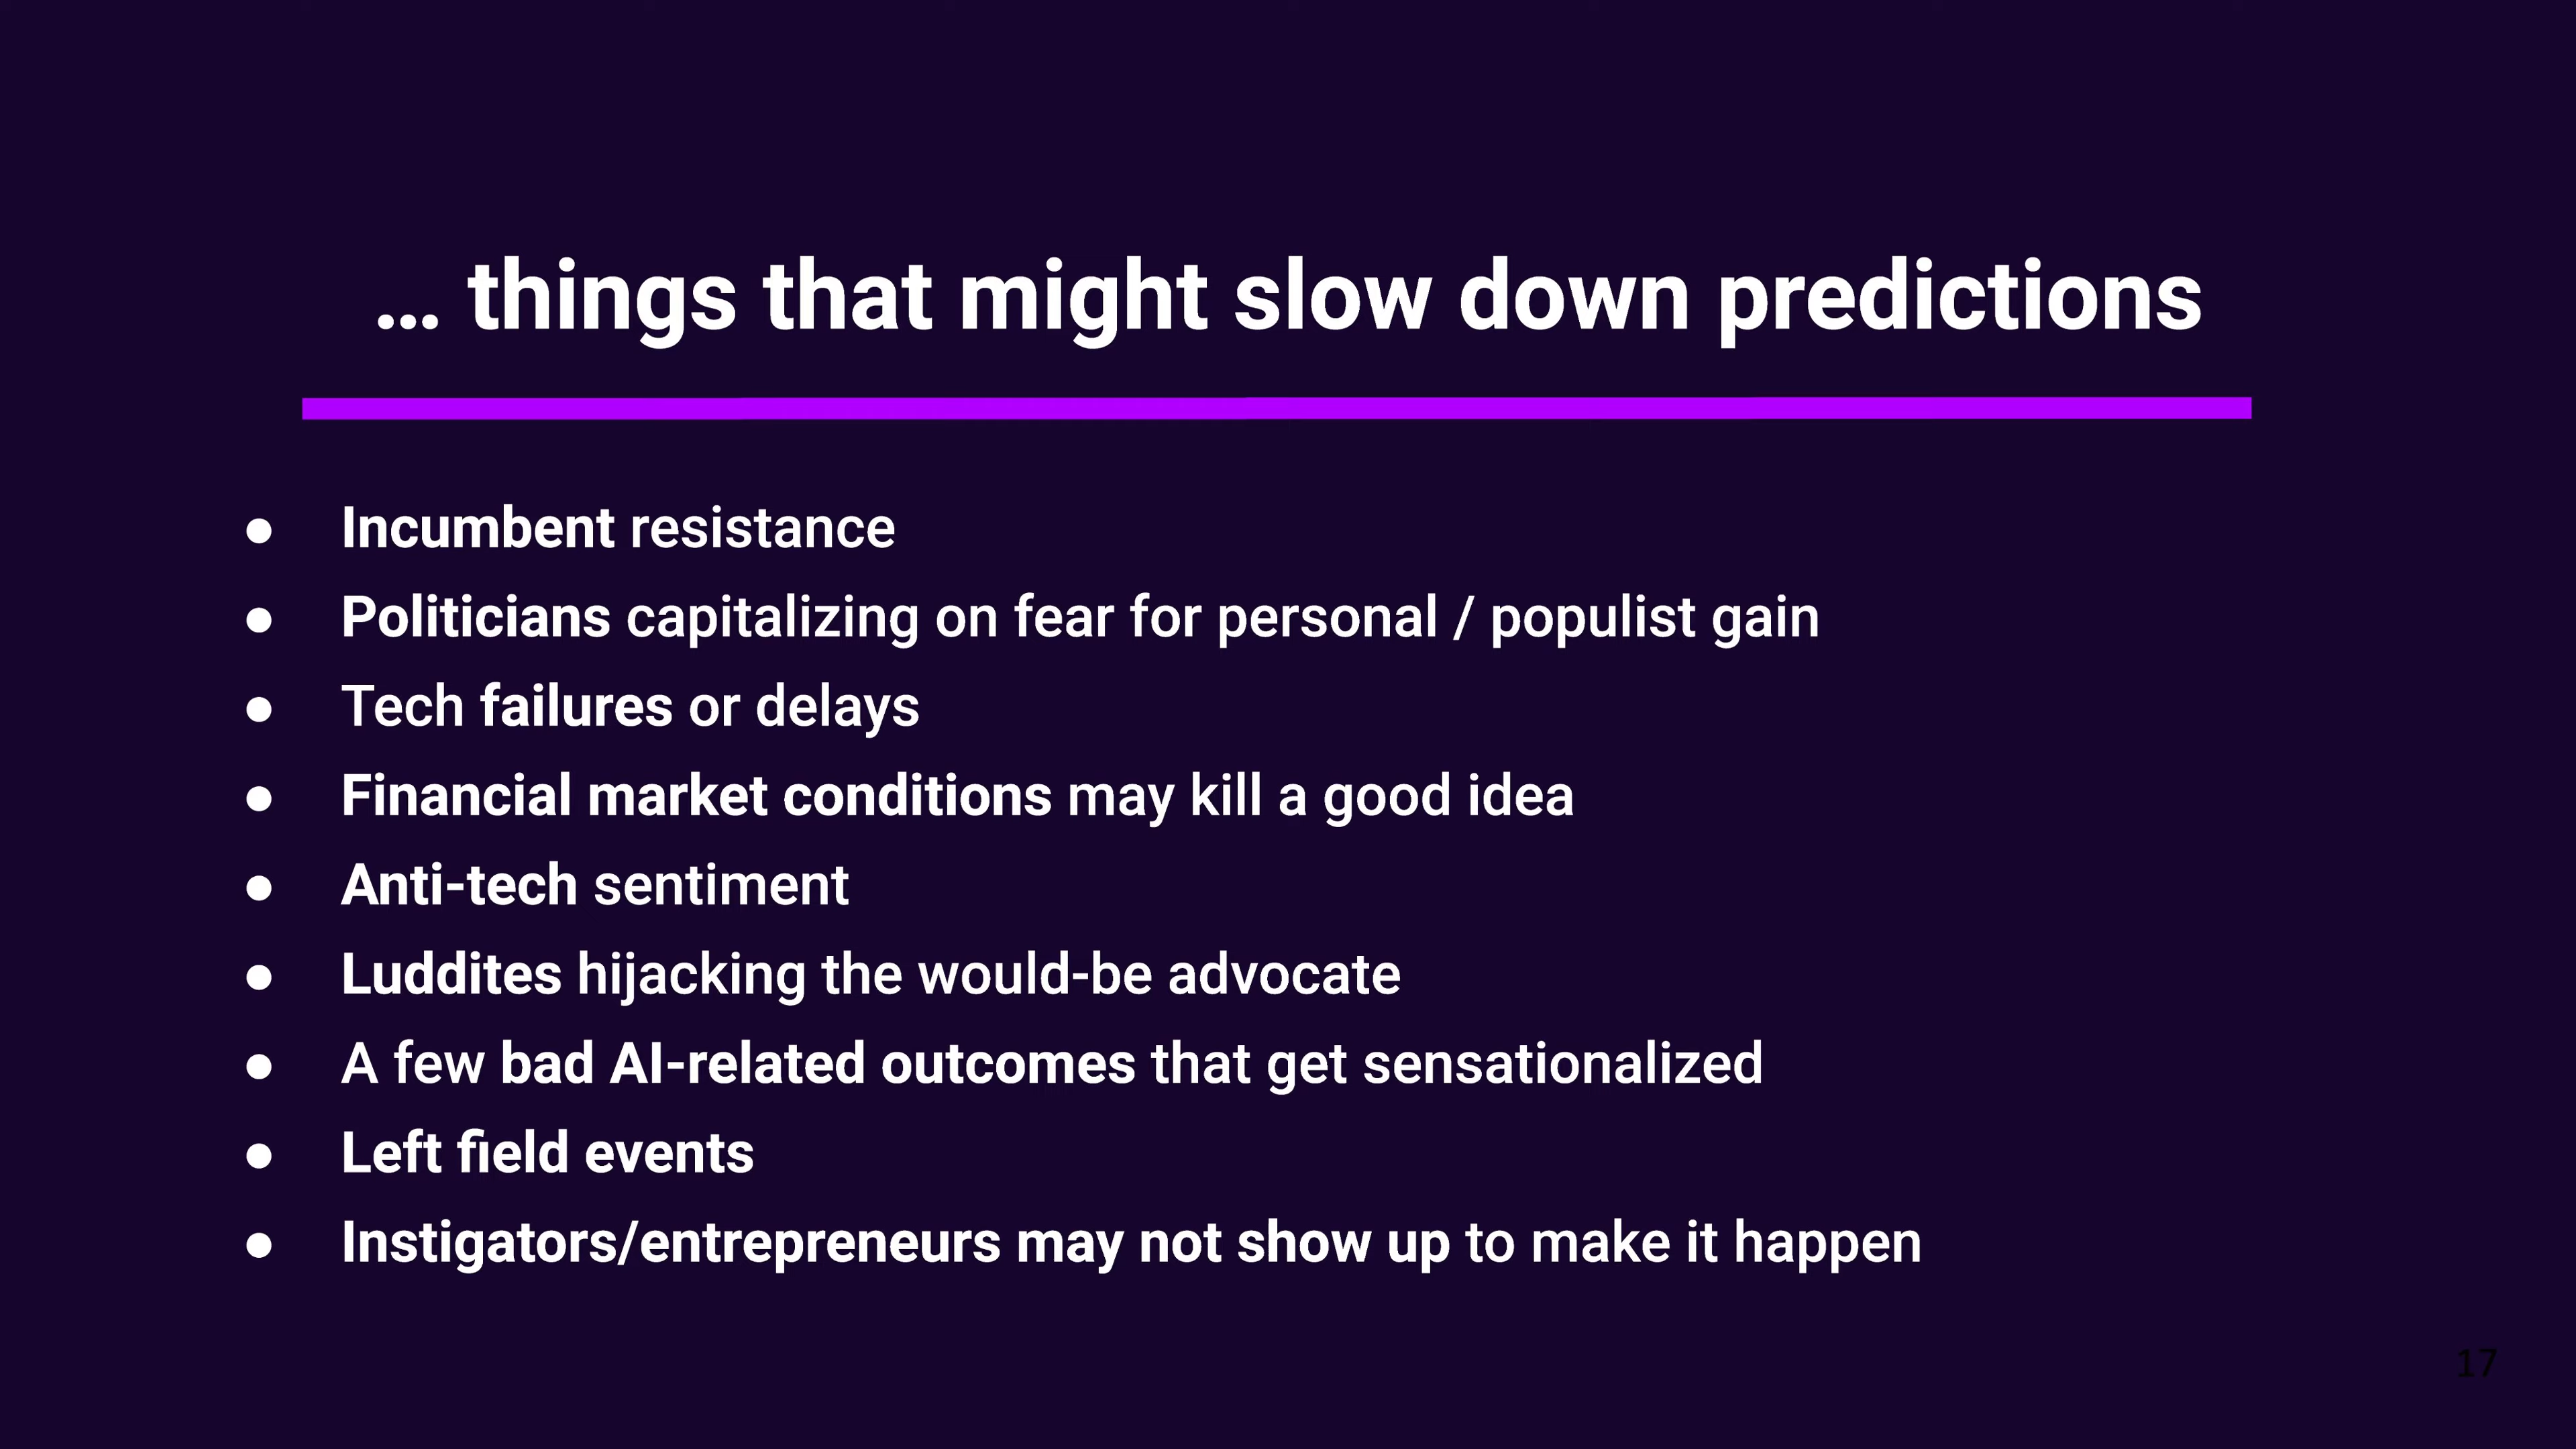 … things that might slow down predictions
● Incumbent resistance
● Politicians capitalizing on fear for personal / populist gain
● Tech failures or delays
● Financial market conditions may kill a good idea
● Anti-tech sentiment
● Luddites hijacking the would-be advocate
● A few bad AI-related outcomes that get sensationalized
● Left field events
● Instigators/entrepreneurs may not show up to make it happen
17